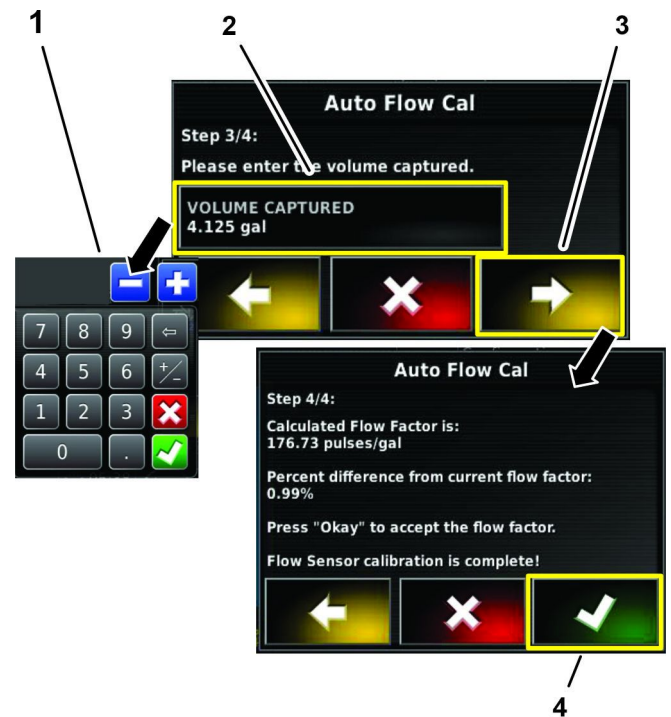 1
2
3
Auto Flow Cal
Step 3/4:
Please enter the volume captured.
VOLUME CAPTURED
4.125 gal
7 8 9 ⇦
4 5 6 +/−
1 2 3
0 .
Auto Flow Cal
Step 4/4:
Calculated Flow Factor is:
176.73 pulses/gal
Percent difference from current flow factor:
0.99%
Press "Okay" to accept the flow factor.
Flow Sensor calibration is complete!
4